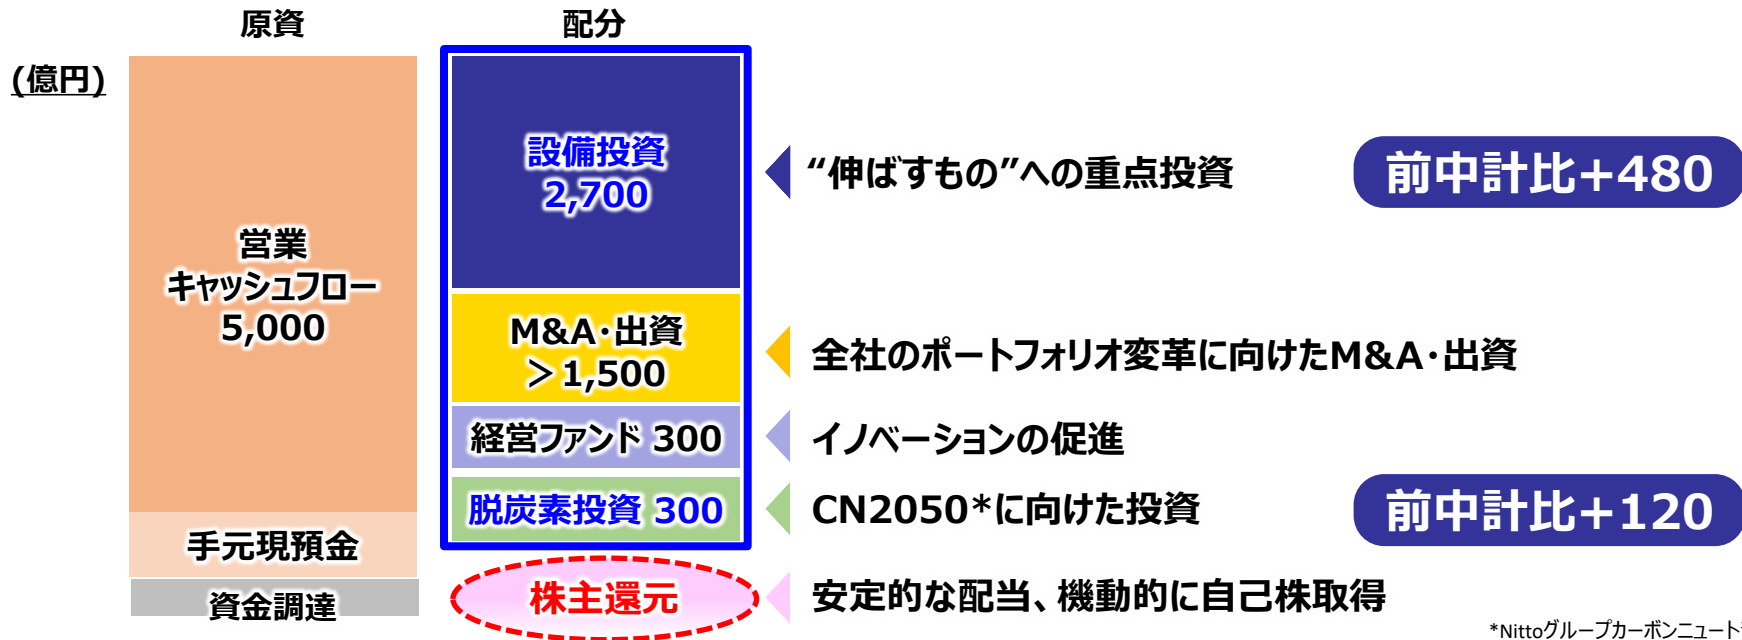 原資
配分
(億円)
営業
キャッシュフロー
5,000
手元現預金
資金調達
設備投資
2,700
M&A・出資
＞1,500
経営ファンド 300
脱炭素投資 300
株主還元
“伸ばすもの”への重点投資
前中計比+480
全社のポートフォリオ変革に向けたM&A・出資
イノベーションの促進
CN2050*に向けた投資
前中計比+120
安定的な配当、機動的に自己株取得
*Nittoグループカーボンニュート